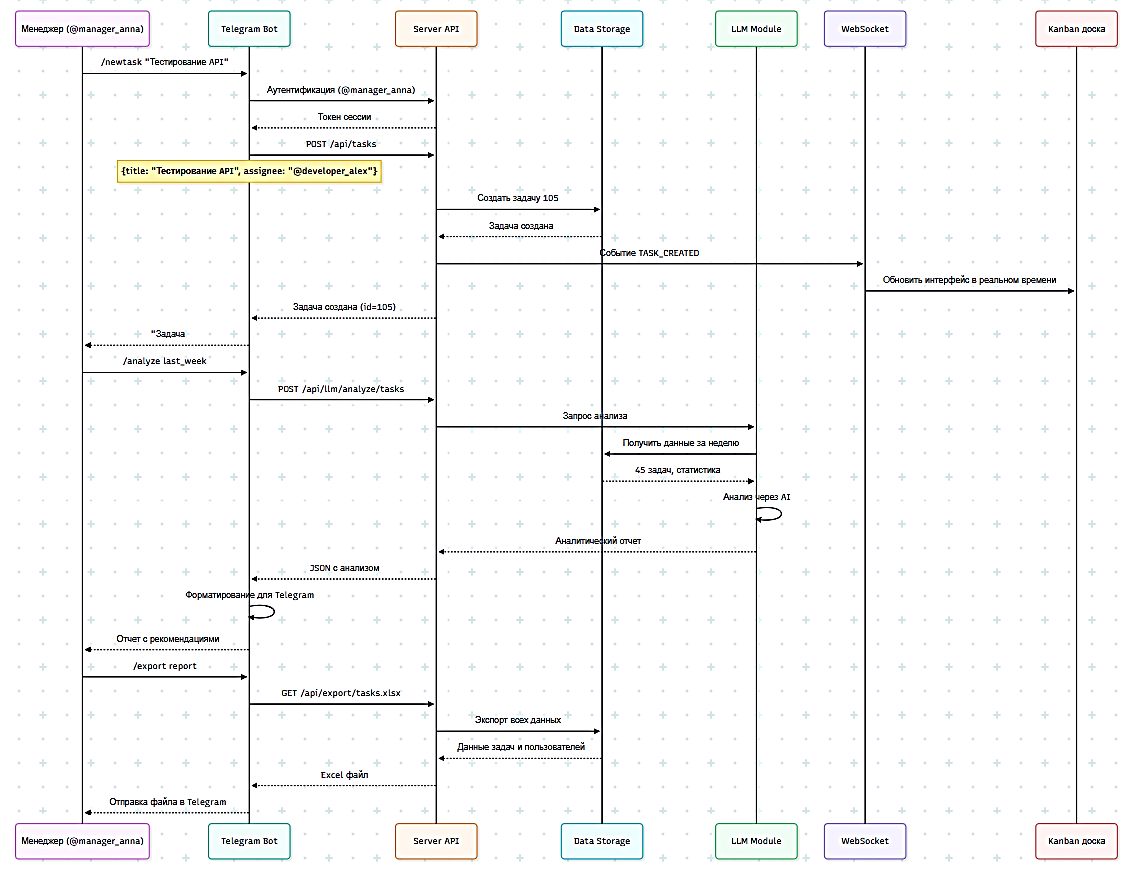 Менеджер (@manager_anna)
Telegram Bot
Server API
Data Storage
LLM Module
WebSocket
Kanban доска
/newtask "Тестирование API"
Аутентификация (@manager_anna)
Токен сессии
POST /api/tasks
{title: "Тестирование API", assignee: "@developer_alex"}
Создать задачу 105
Задача создана
Событие TASK_CREATED
Обновить интерфейс в реальном времени
Задача создана (id=105)
"Задача
/analyze last_week
POST /api/llm/analyze/tasks
Запрос анализа
Получить данные за неделю
45 задач, статистика
Анализ через AI
Аналитический отчет
JSON с анализом
Форматирование для Telegram
Отчет с рекомендациями
/export report
GET /api/export/tasks.xlsx
Экспорт всех данных
Данные задач и пользователей
Excel файл
Отправка файла в Telegram
Менеджер (@manager_anna)
Telegram Bot
Server API
Data Storage
LLM Module
WebSocket
Kanban доска